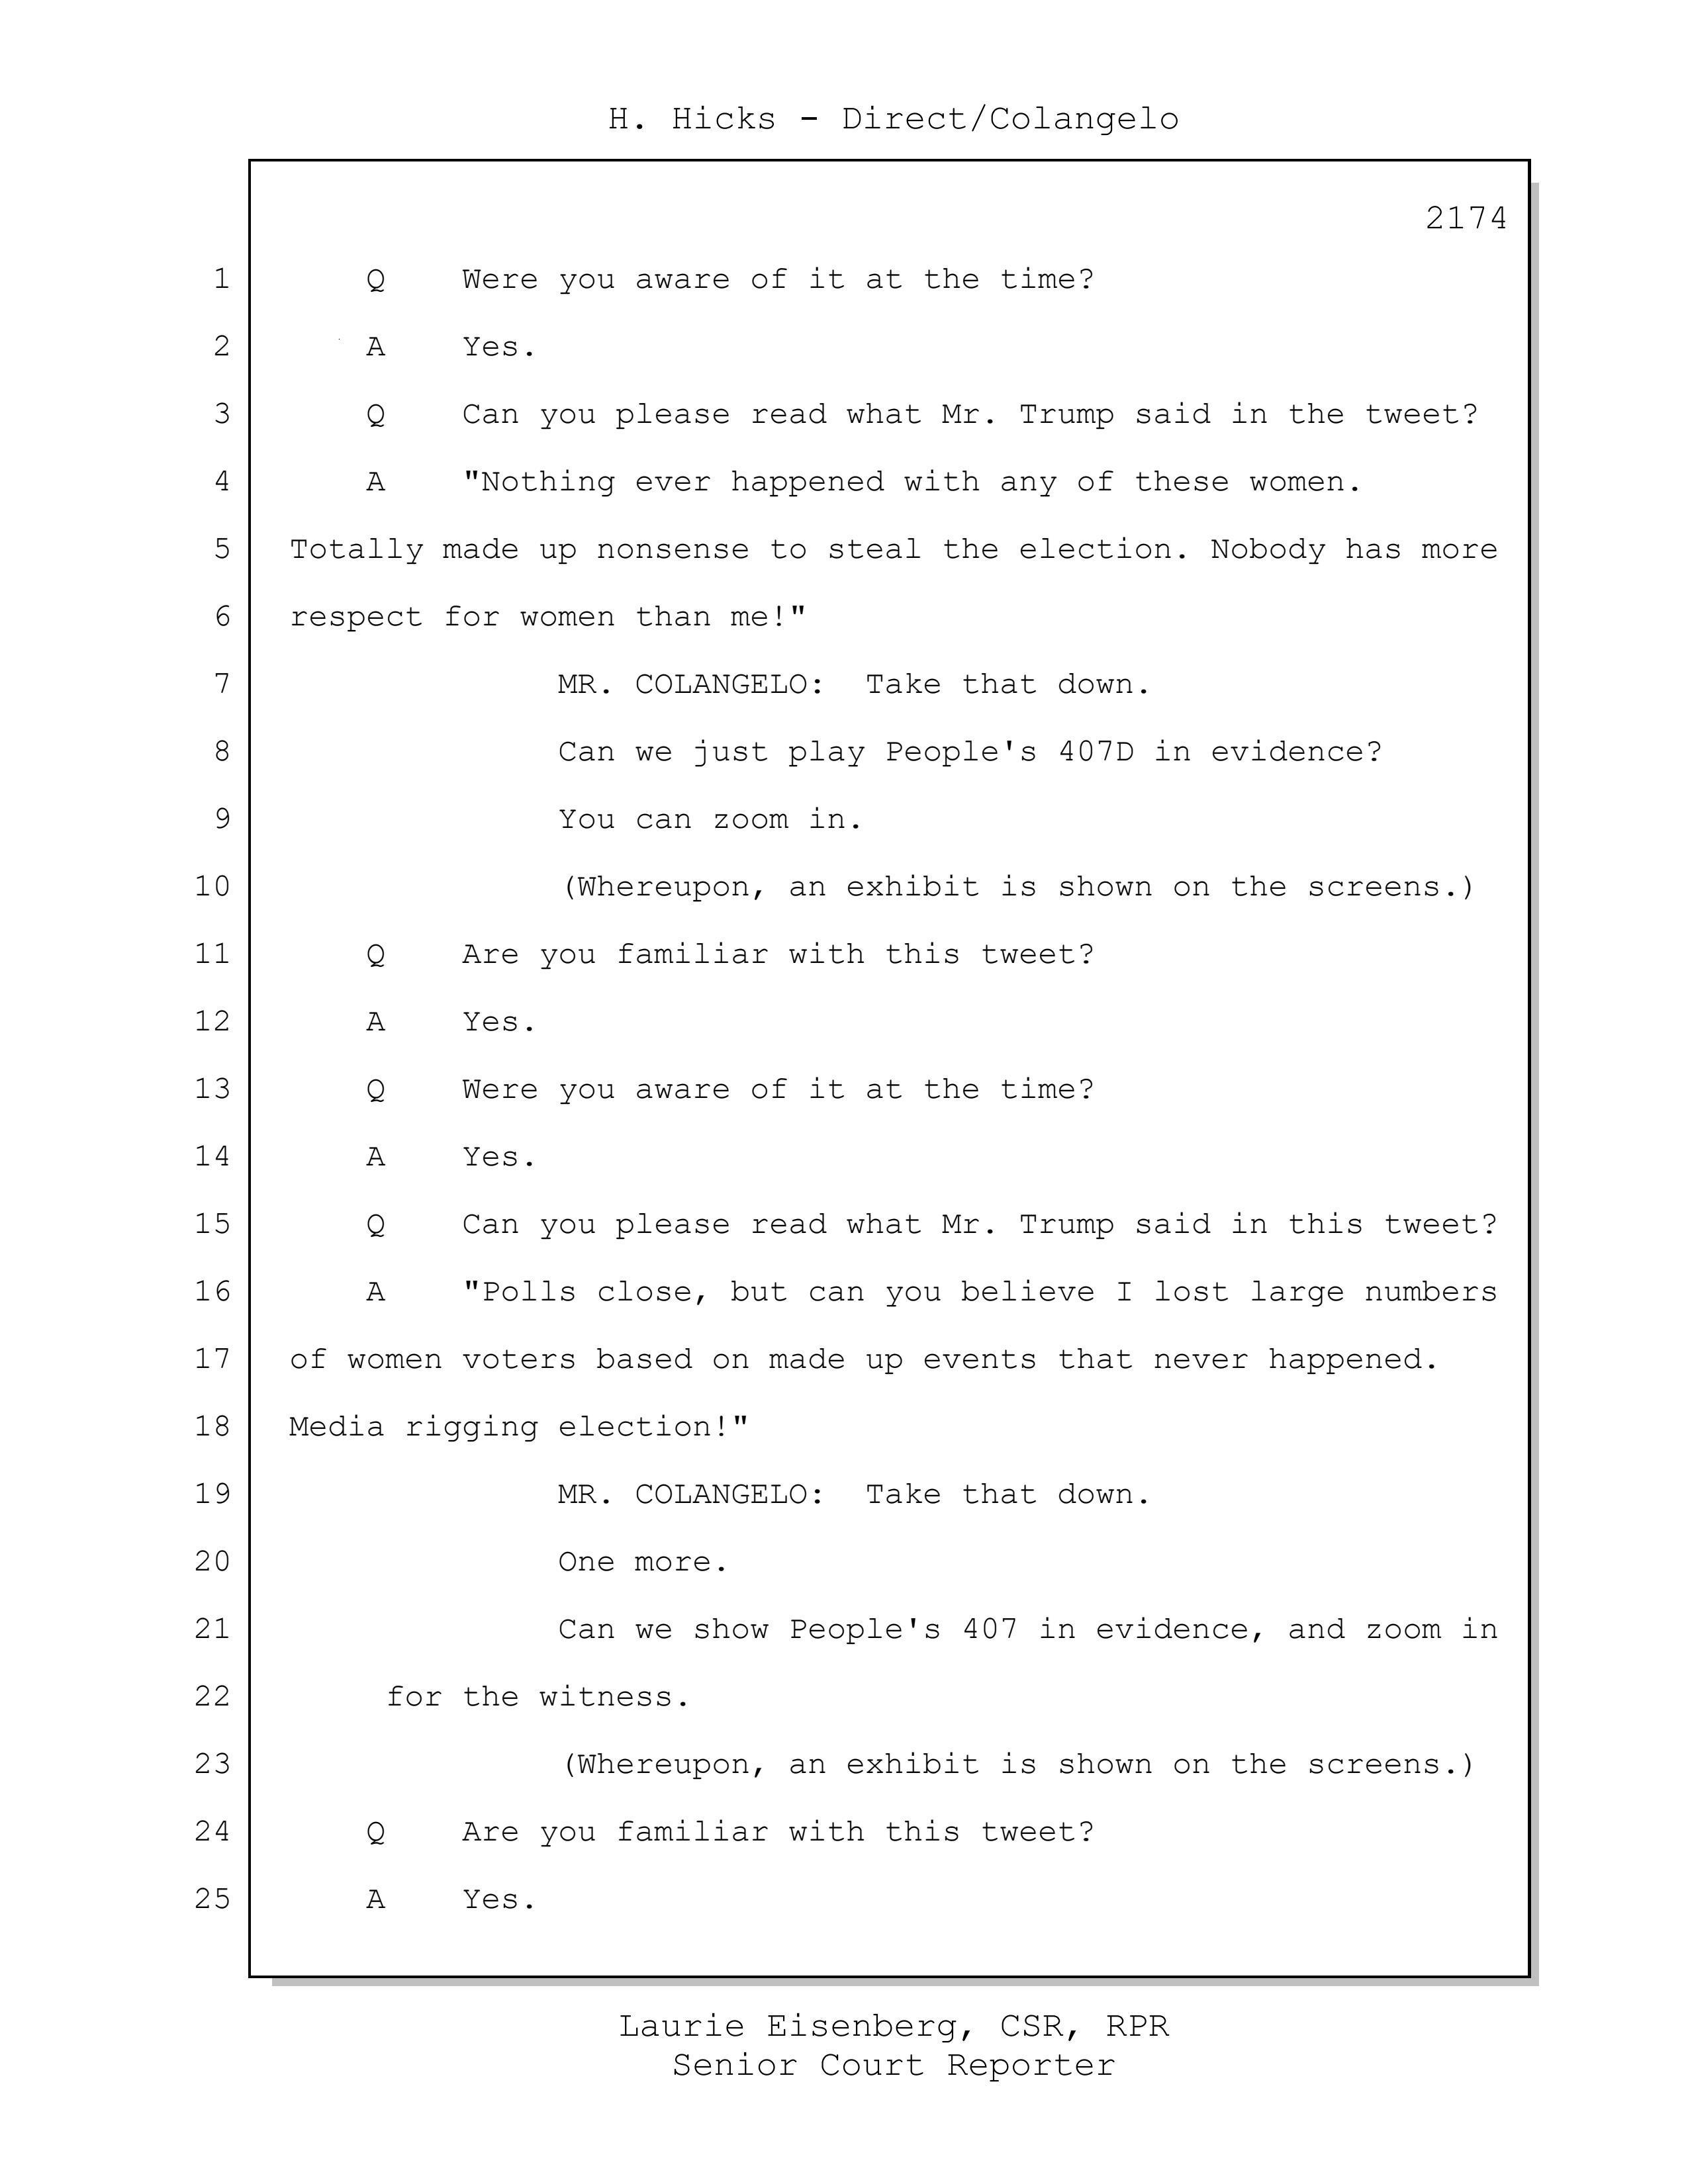 H. Hicks - Direct/Colangelo
2174
1 Q Were you aware of it at the time?
2 A Yes.
3 Q Can you please read what Mr. Trump said in the tweet?
4 A "Nothing ever happened with any of these women.
5 Totally made up nonsense to steal the election. Nobody has more
6 respect for women than me!"
7 MR. COLANGELO: Take that down.
8 Can we just play People's 407D in evidence?
9 You can zoom in.
10 (Whereupon, an exhibit is shown on the screens.)
11 Q Are you familiar with this tweet?
12 A Yes.
13 Q Were you aware of it at the time?
14 A Yes.
15 Q Can you please read what Mr. Trump said in this tweet?
16 A "Polls close, but can you believe I lost large numbers
17 of women voters based on made up events that never happened.
18 Media rigging election!"
19 MR. COLANGELO: Take that down.
20 One more.
21 Can we show People's 407 in evidence, and zoom in
22 for the witness.
23 (Whereupon, an exhibit is shown on the screens.)
24 Q Are you familiar with this tweet?
25 A Yes.
Laurie Eisenberg, CSR, RPR
Senior Court Reporter